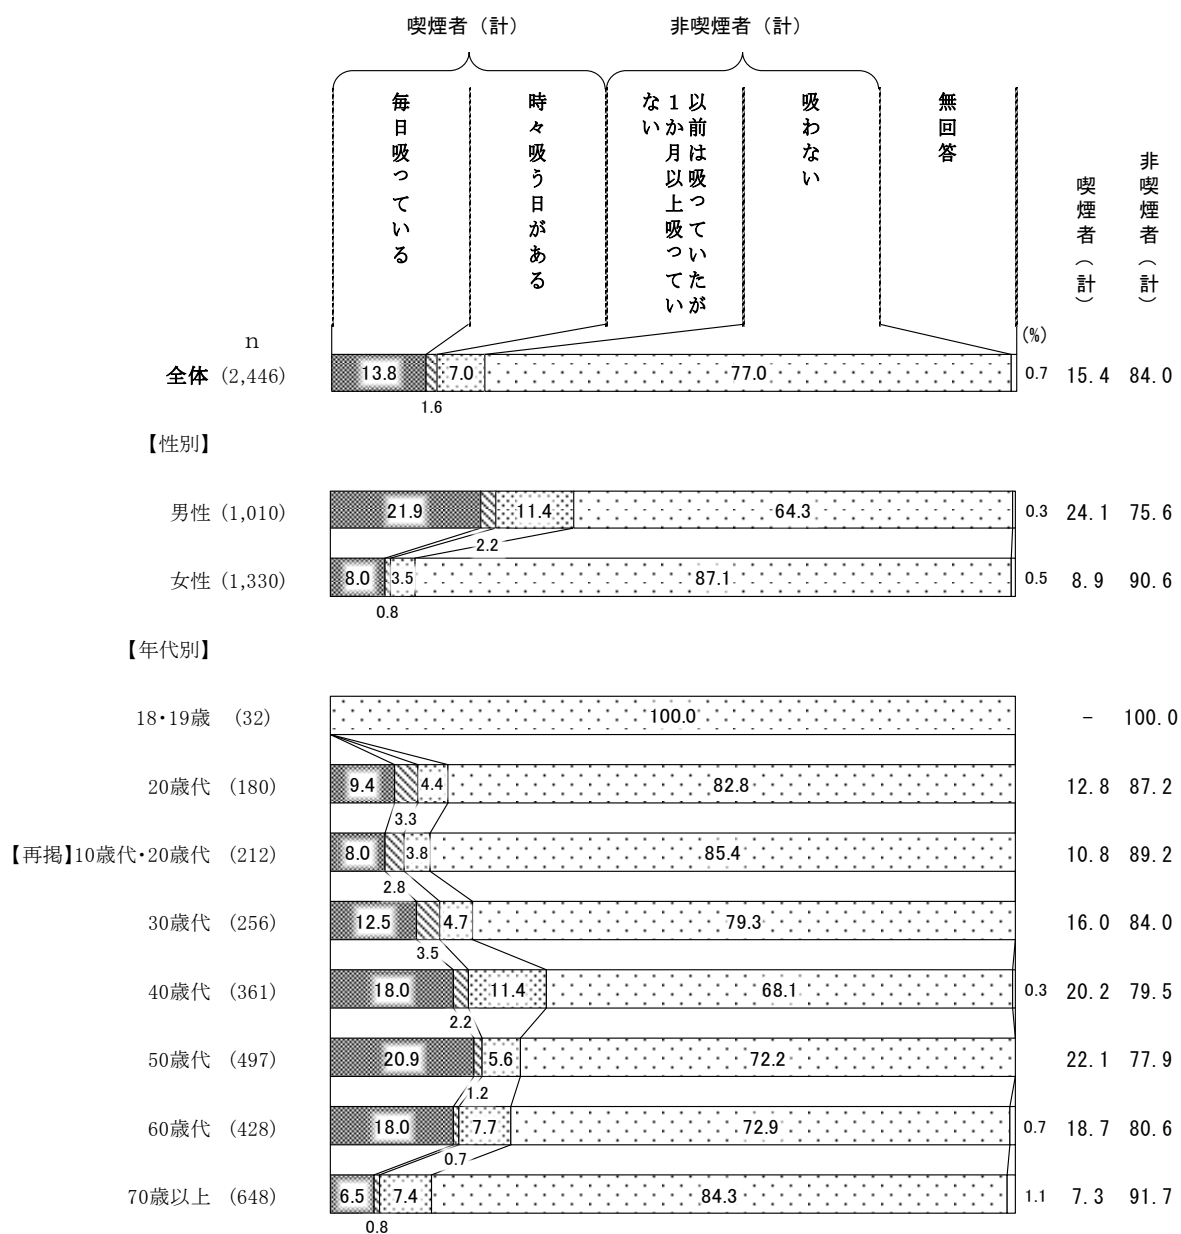 喫煙者（計）
非喫煙者（計）
毎日吸っている
時々吸う日がある
以前は吸っていたが
１か月以上吸ってい
ない
吸わない
無回答
喫煙者（計）
非喫煙者（計）
(%)
n
全体 (2,446) 13.8 7.0 77.0 0.7 15.4 84.0
1.6
【性別】
男性 (1,010) 21.9 11.4 64.3 0.3 24.1 75.6
2.2
女性 (1,330) 8.0 3.5 87.1 0.5 8.9 90.6
0.8
【年代別】
18・19歳 (32) 100.0 - 100.0
20歳代 (180) 9.4 4.4 82.8 12.8 87.2
3.3
【再掲】10歳代・20歳代 (212) 8.0 3.8 85.4 10.8 89.2
2.8
30歳代 (256) 12.5 4.7 79.3 16.0 84.0
3.5
40歳代 (361) 18.0 11.4 68.1 0.3 20.2 79.5
2.2
50歳代 (497) 20.9 5.6 72.2 22.1 77.9
1.2
60歳代 (428) 18.0 7.7 72.9 0.7 18.7 80.6
0.7
70歳以上 (648) 6.5 7.4 84.3 1.1 7.3 91.7
0.8